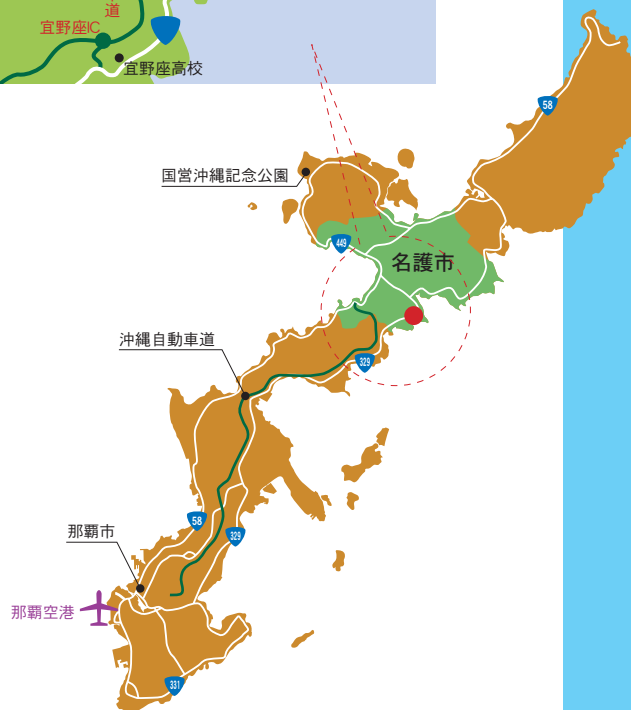 道
宜野座IC
宜野座高校
58
国営沖縄記念公園
449
名護市
沖縄自動車道
329
58
那覇市
329
那覇空港
331